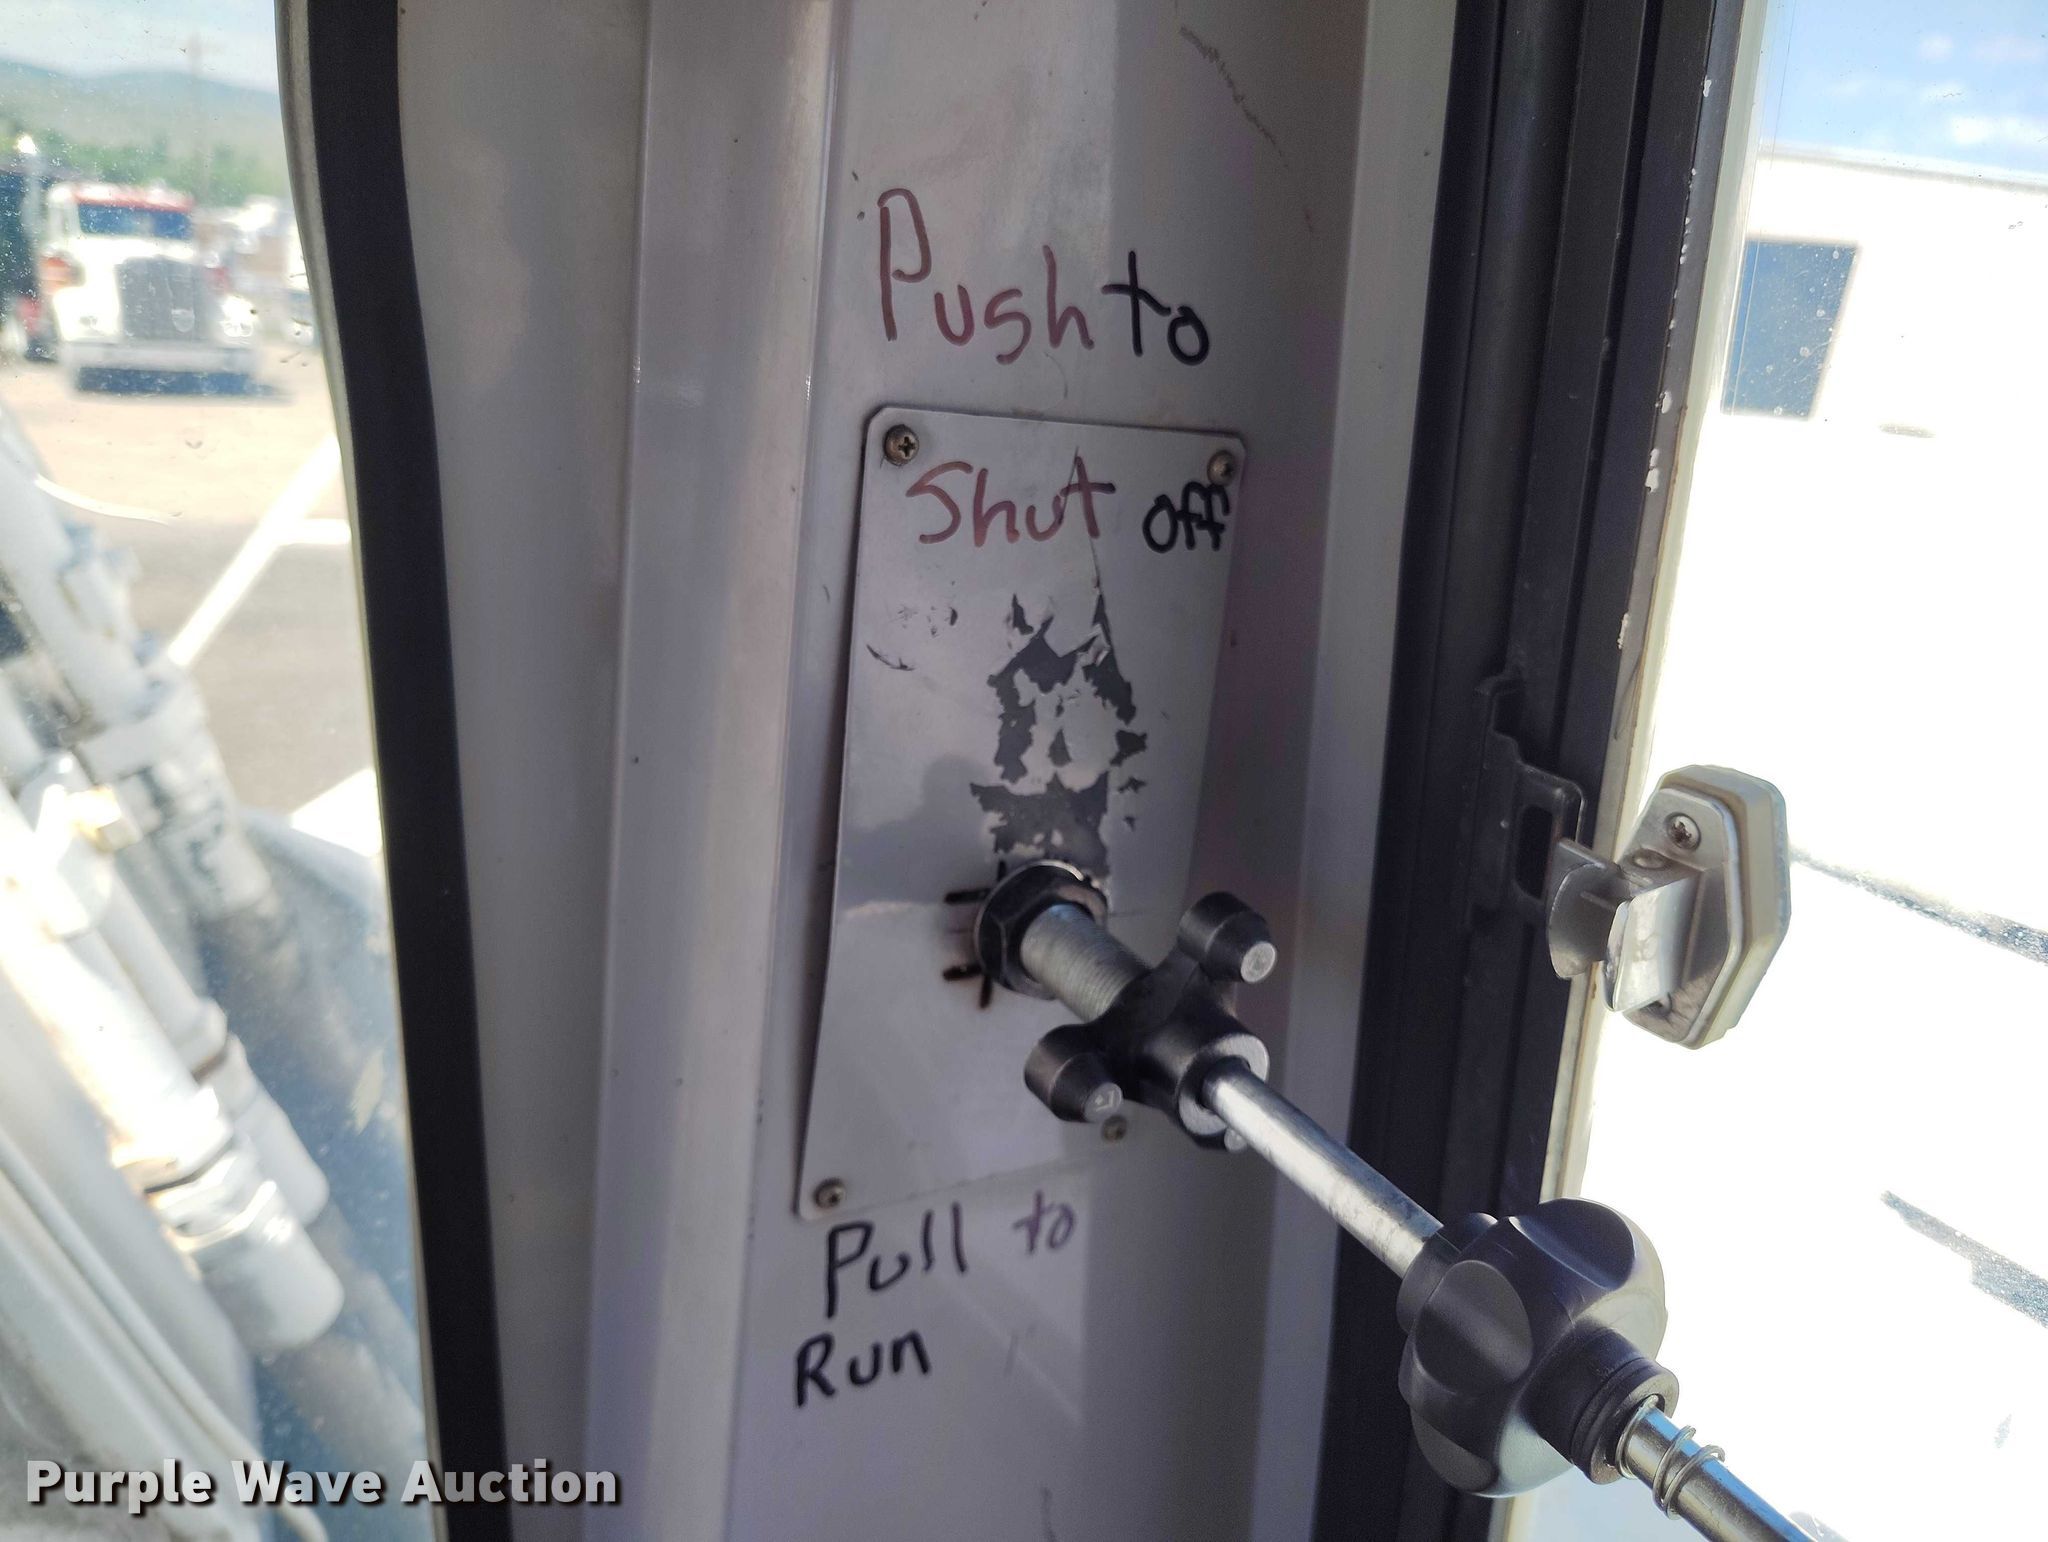 Push to
Shut off
Pull to
Run
Purple Wave Auction